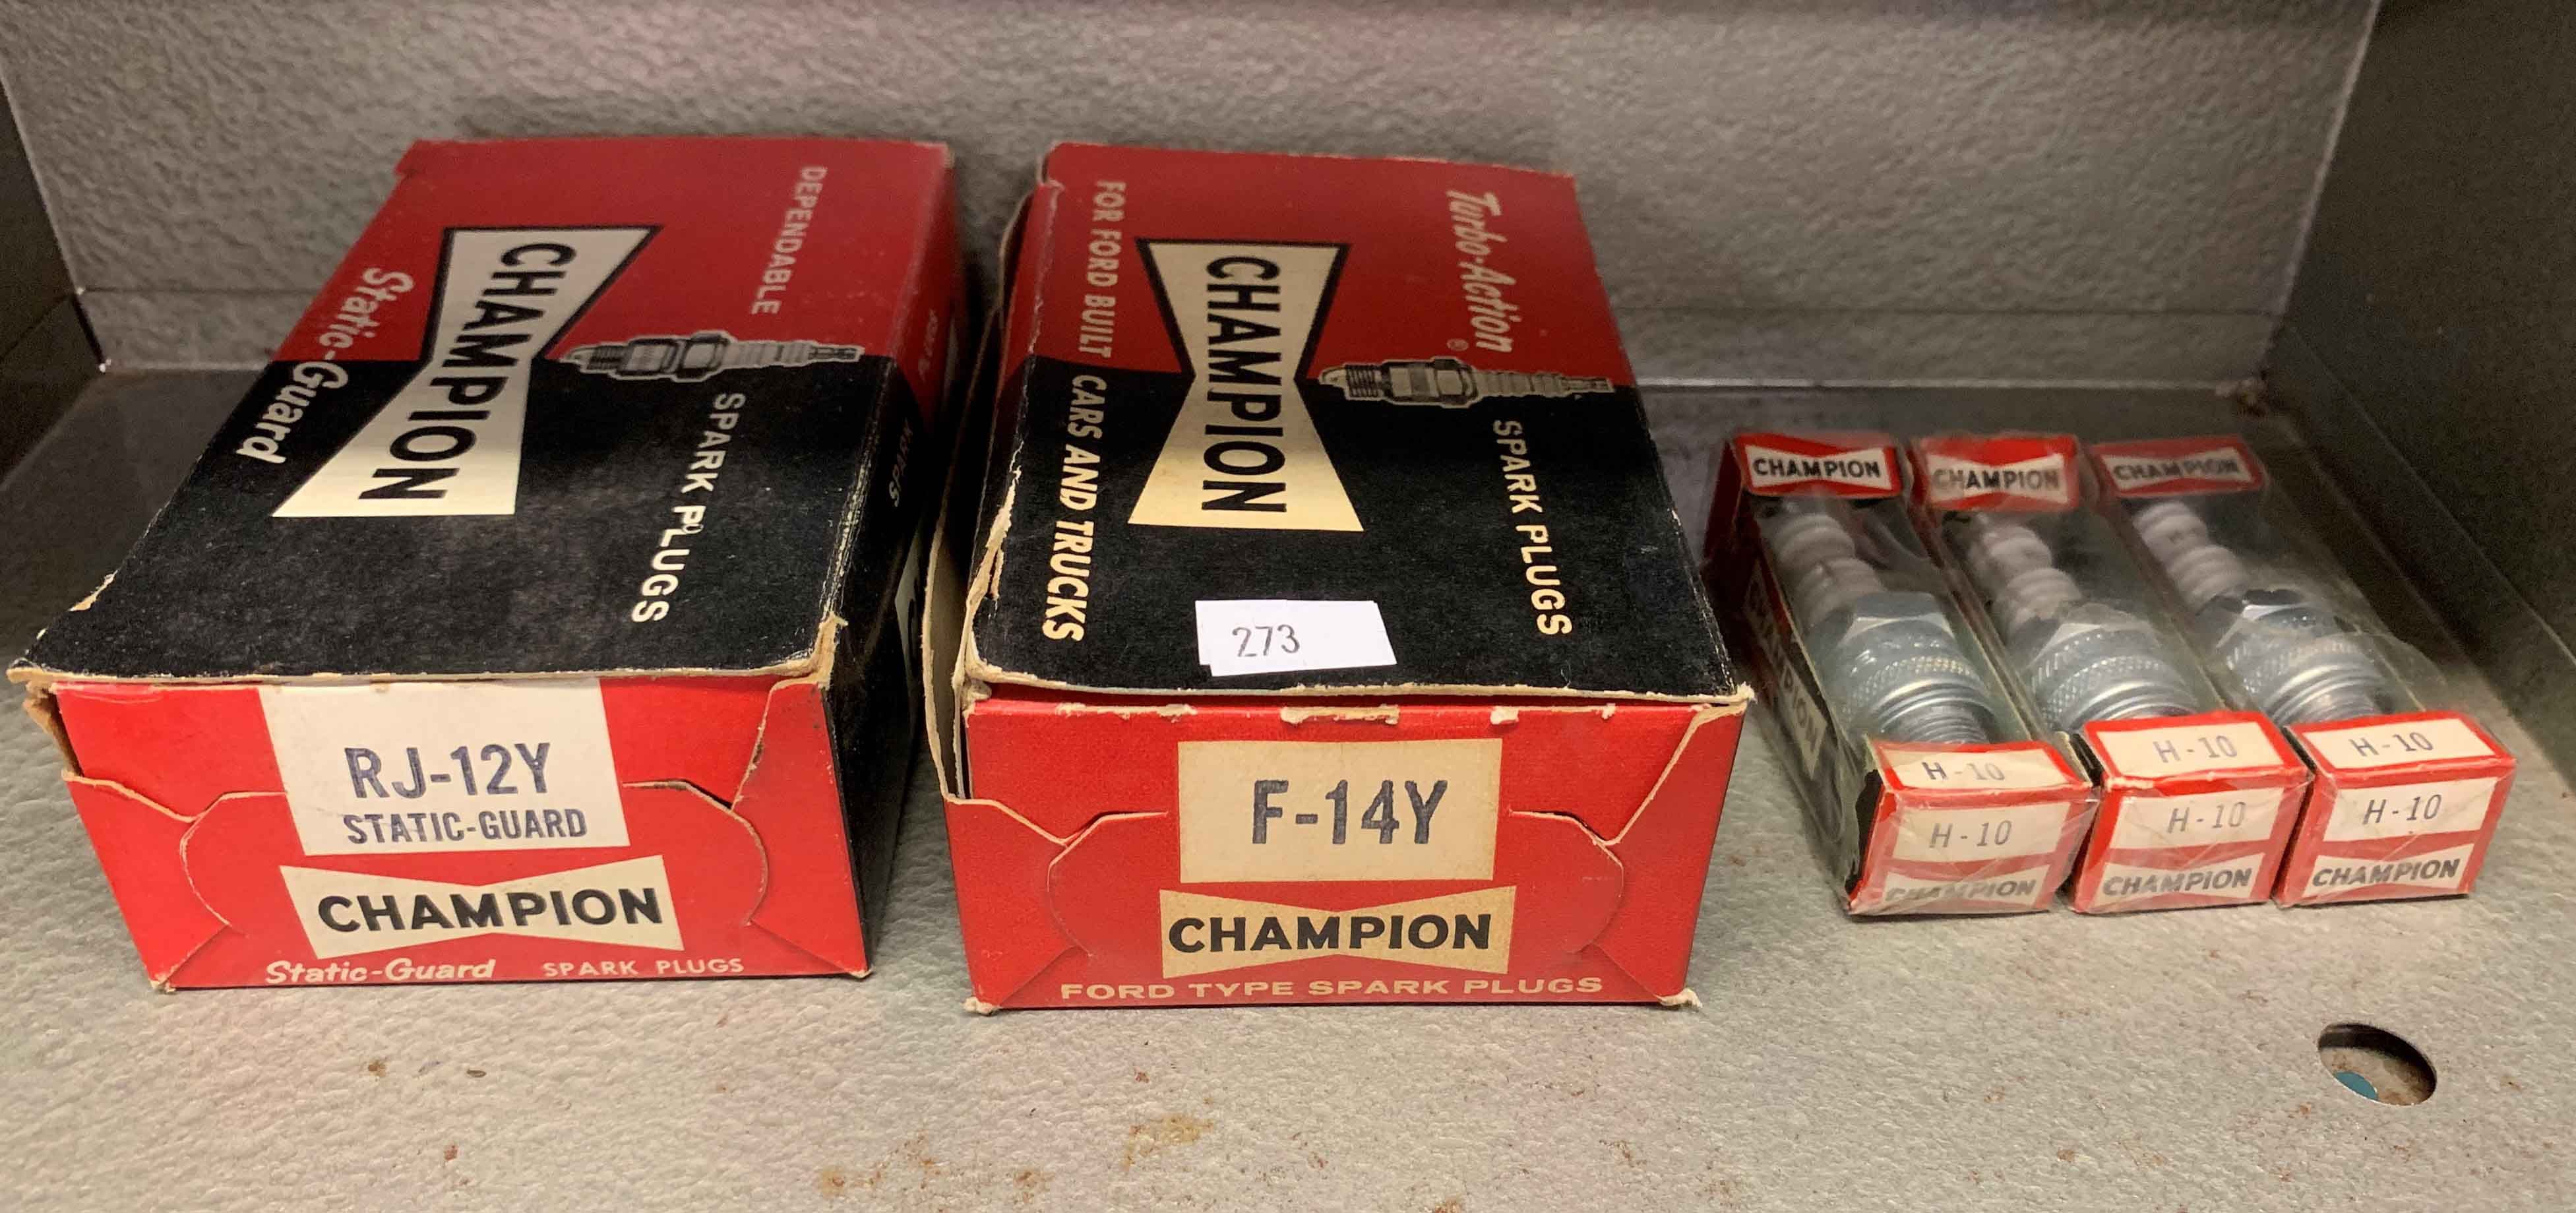 DEPENDABLE
SPARK PLUGS
CHAMPION
Static-Guard
SPARK
RJ-12Y
STATIC-GUARD
CHAMPION
Static-Guard SPARK PLUGS
Turbo-Action®
SPARK PLUGS
CHAMPION
FOR FORD BUILT CARS AND TRUCKS
273
F-14Y
CHAMPION
FORD TYPE SPARK PLUGS
CHAMPION
CHAMPION
H-10
H-10
CHAMPION
CHAMPION
H-10
H-10
CHAMPION
CHAMPION
H-10
H-10
CHAMPION